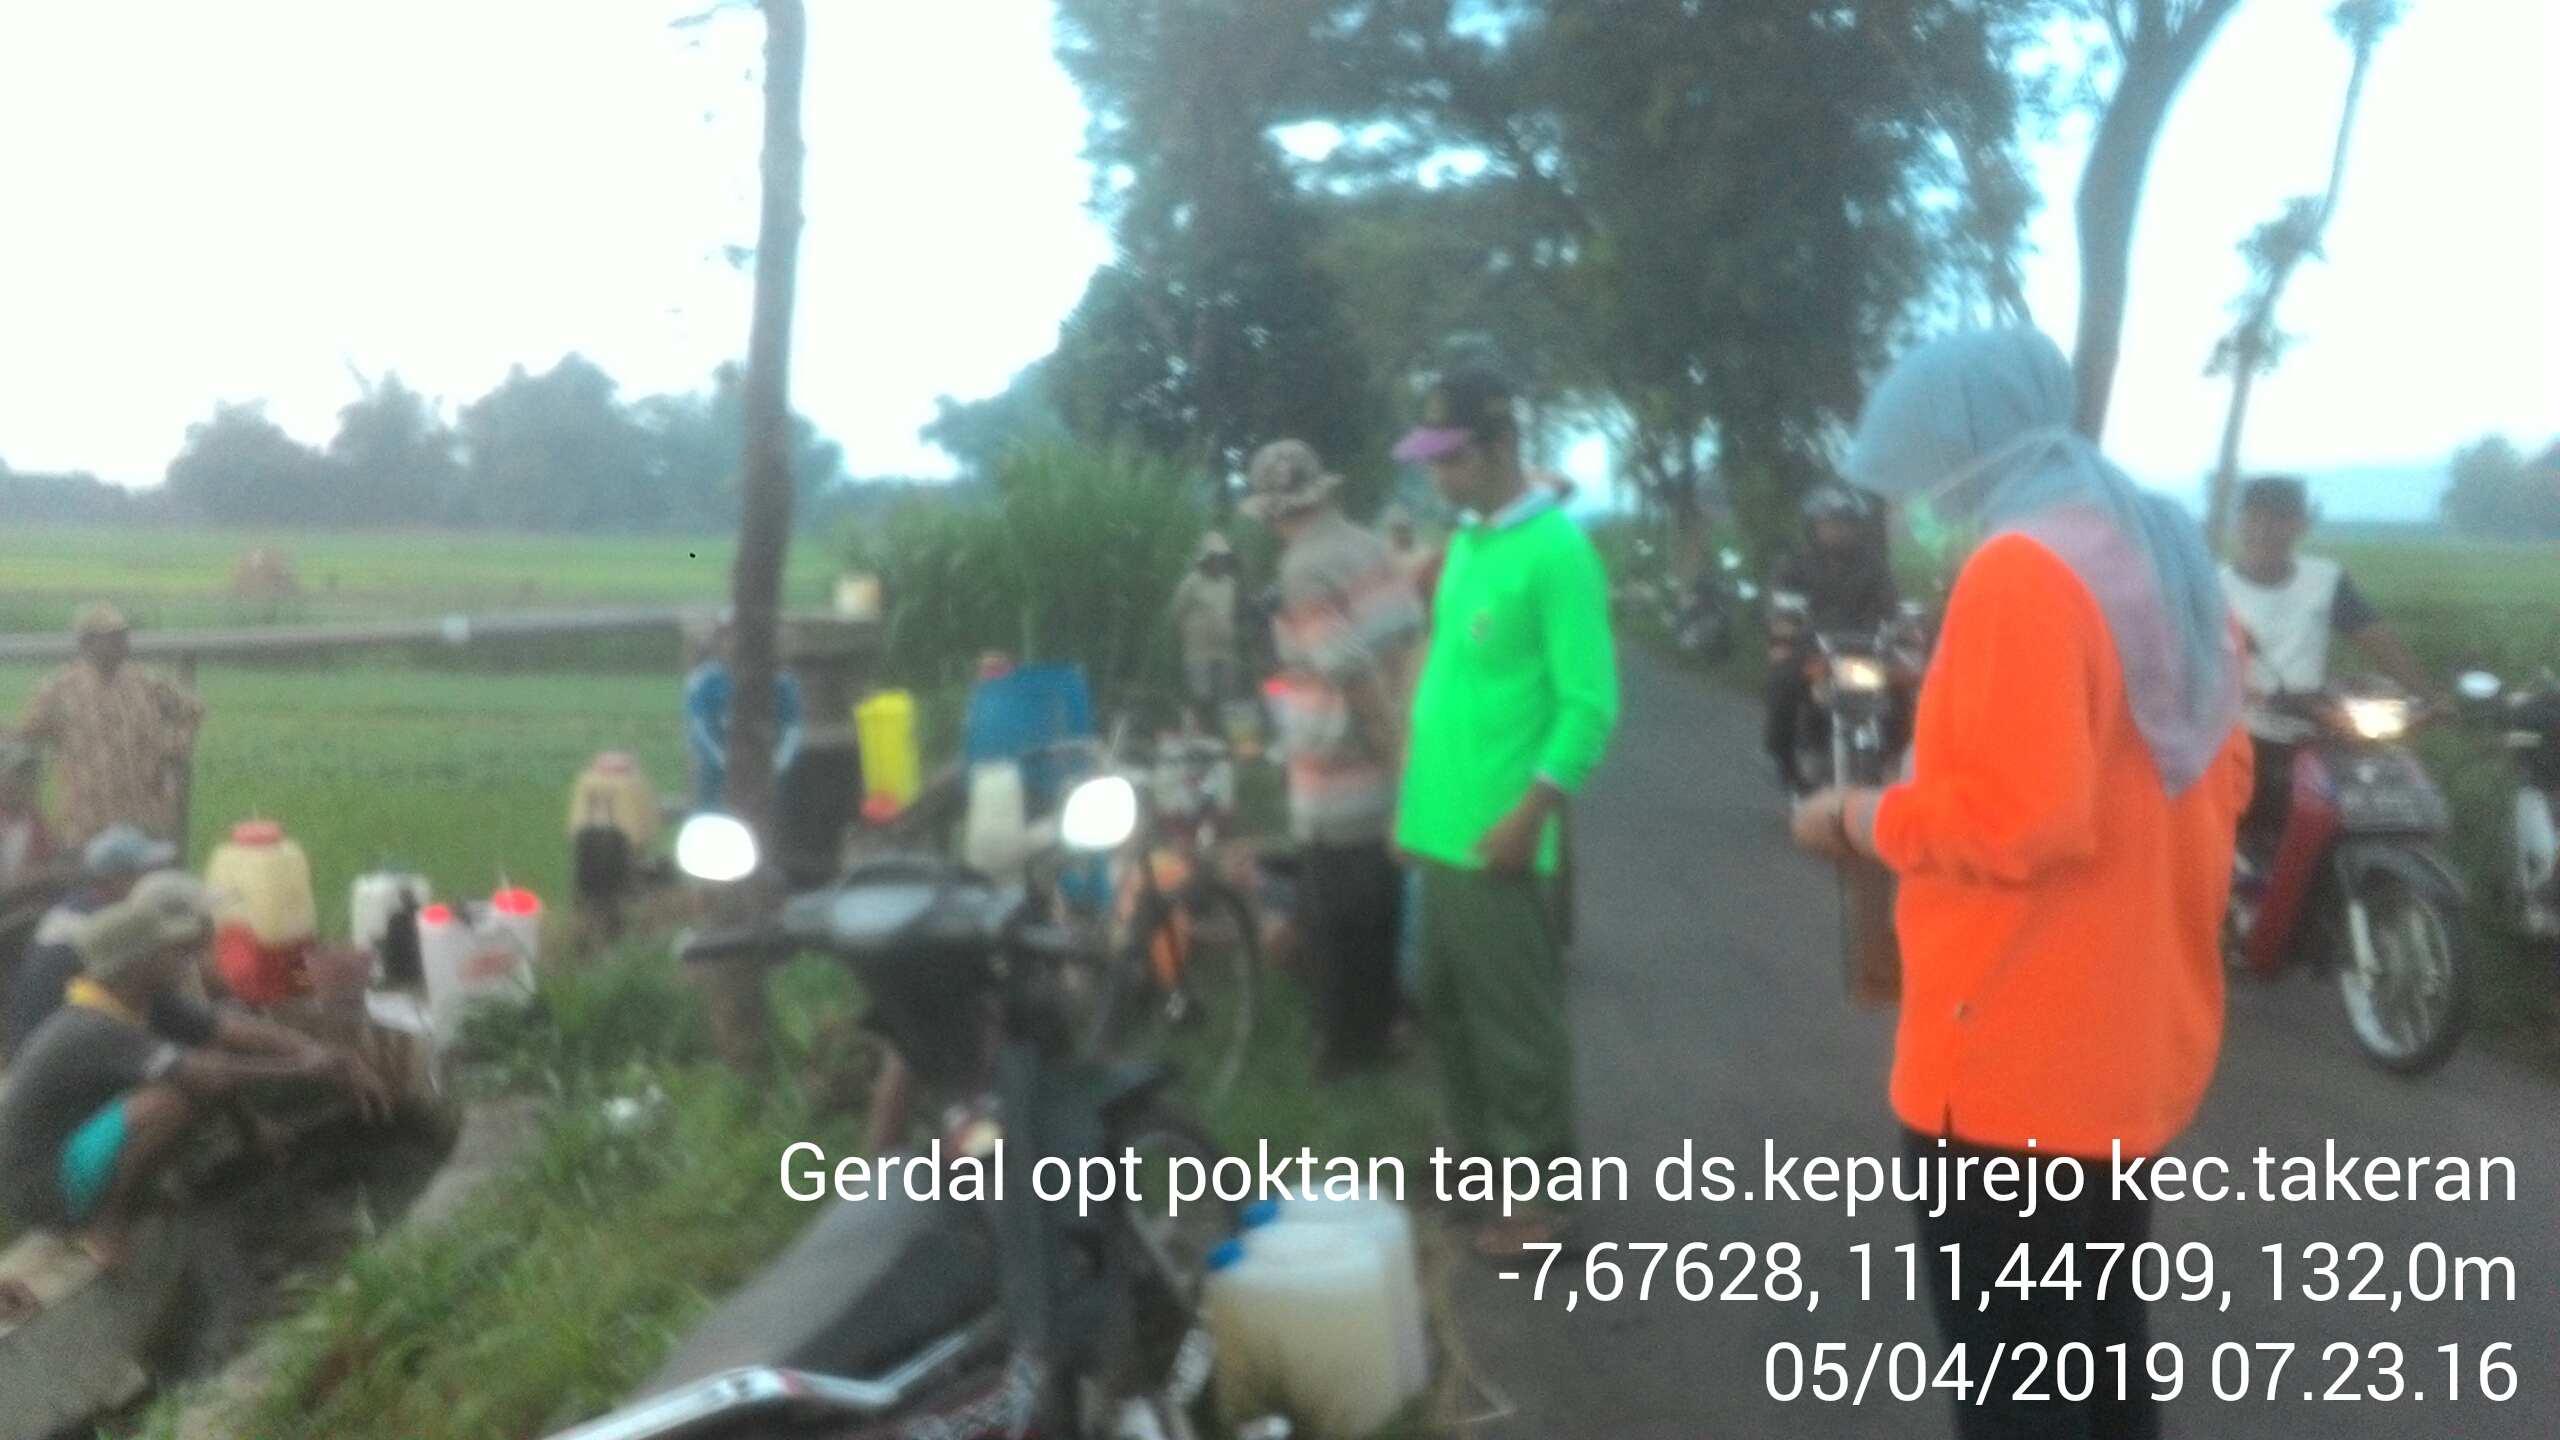 Gerdal opt poktan tapan ds.kepujrejo kec.takeran
-7,67628, 111,44709, 132,0m
05/04/2019 07.23.16